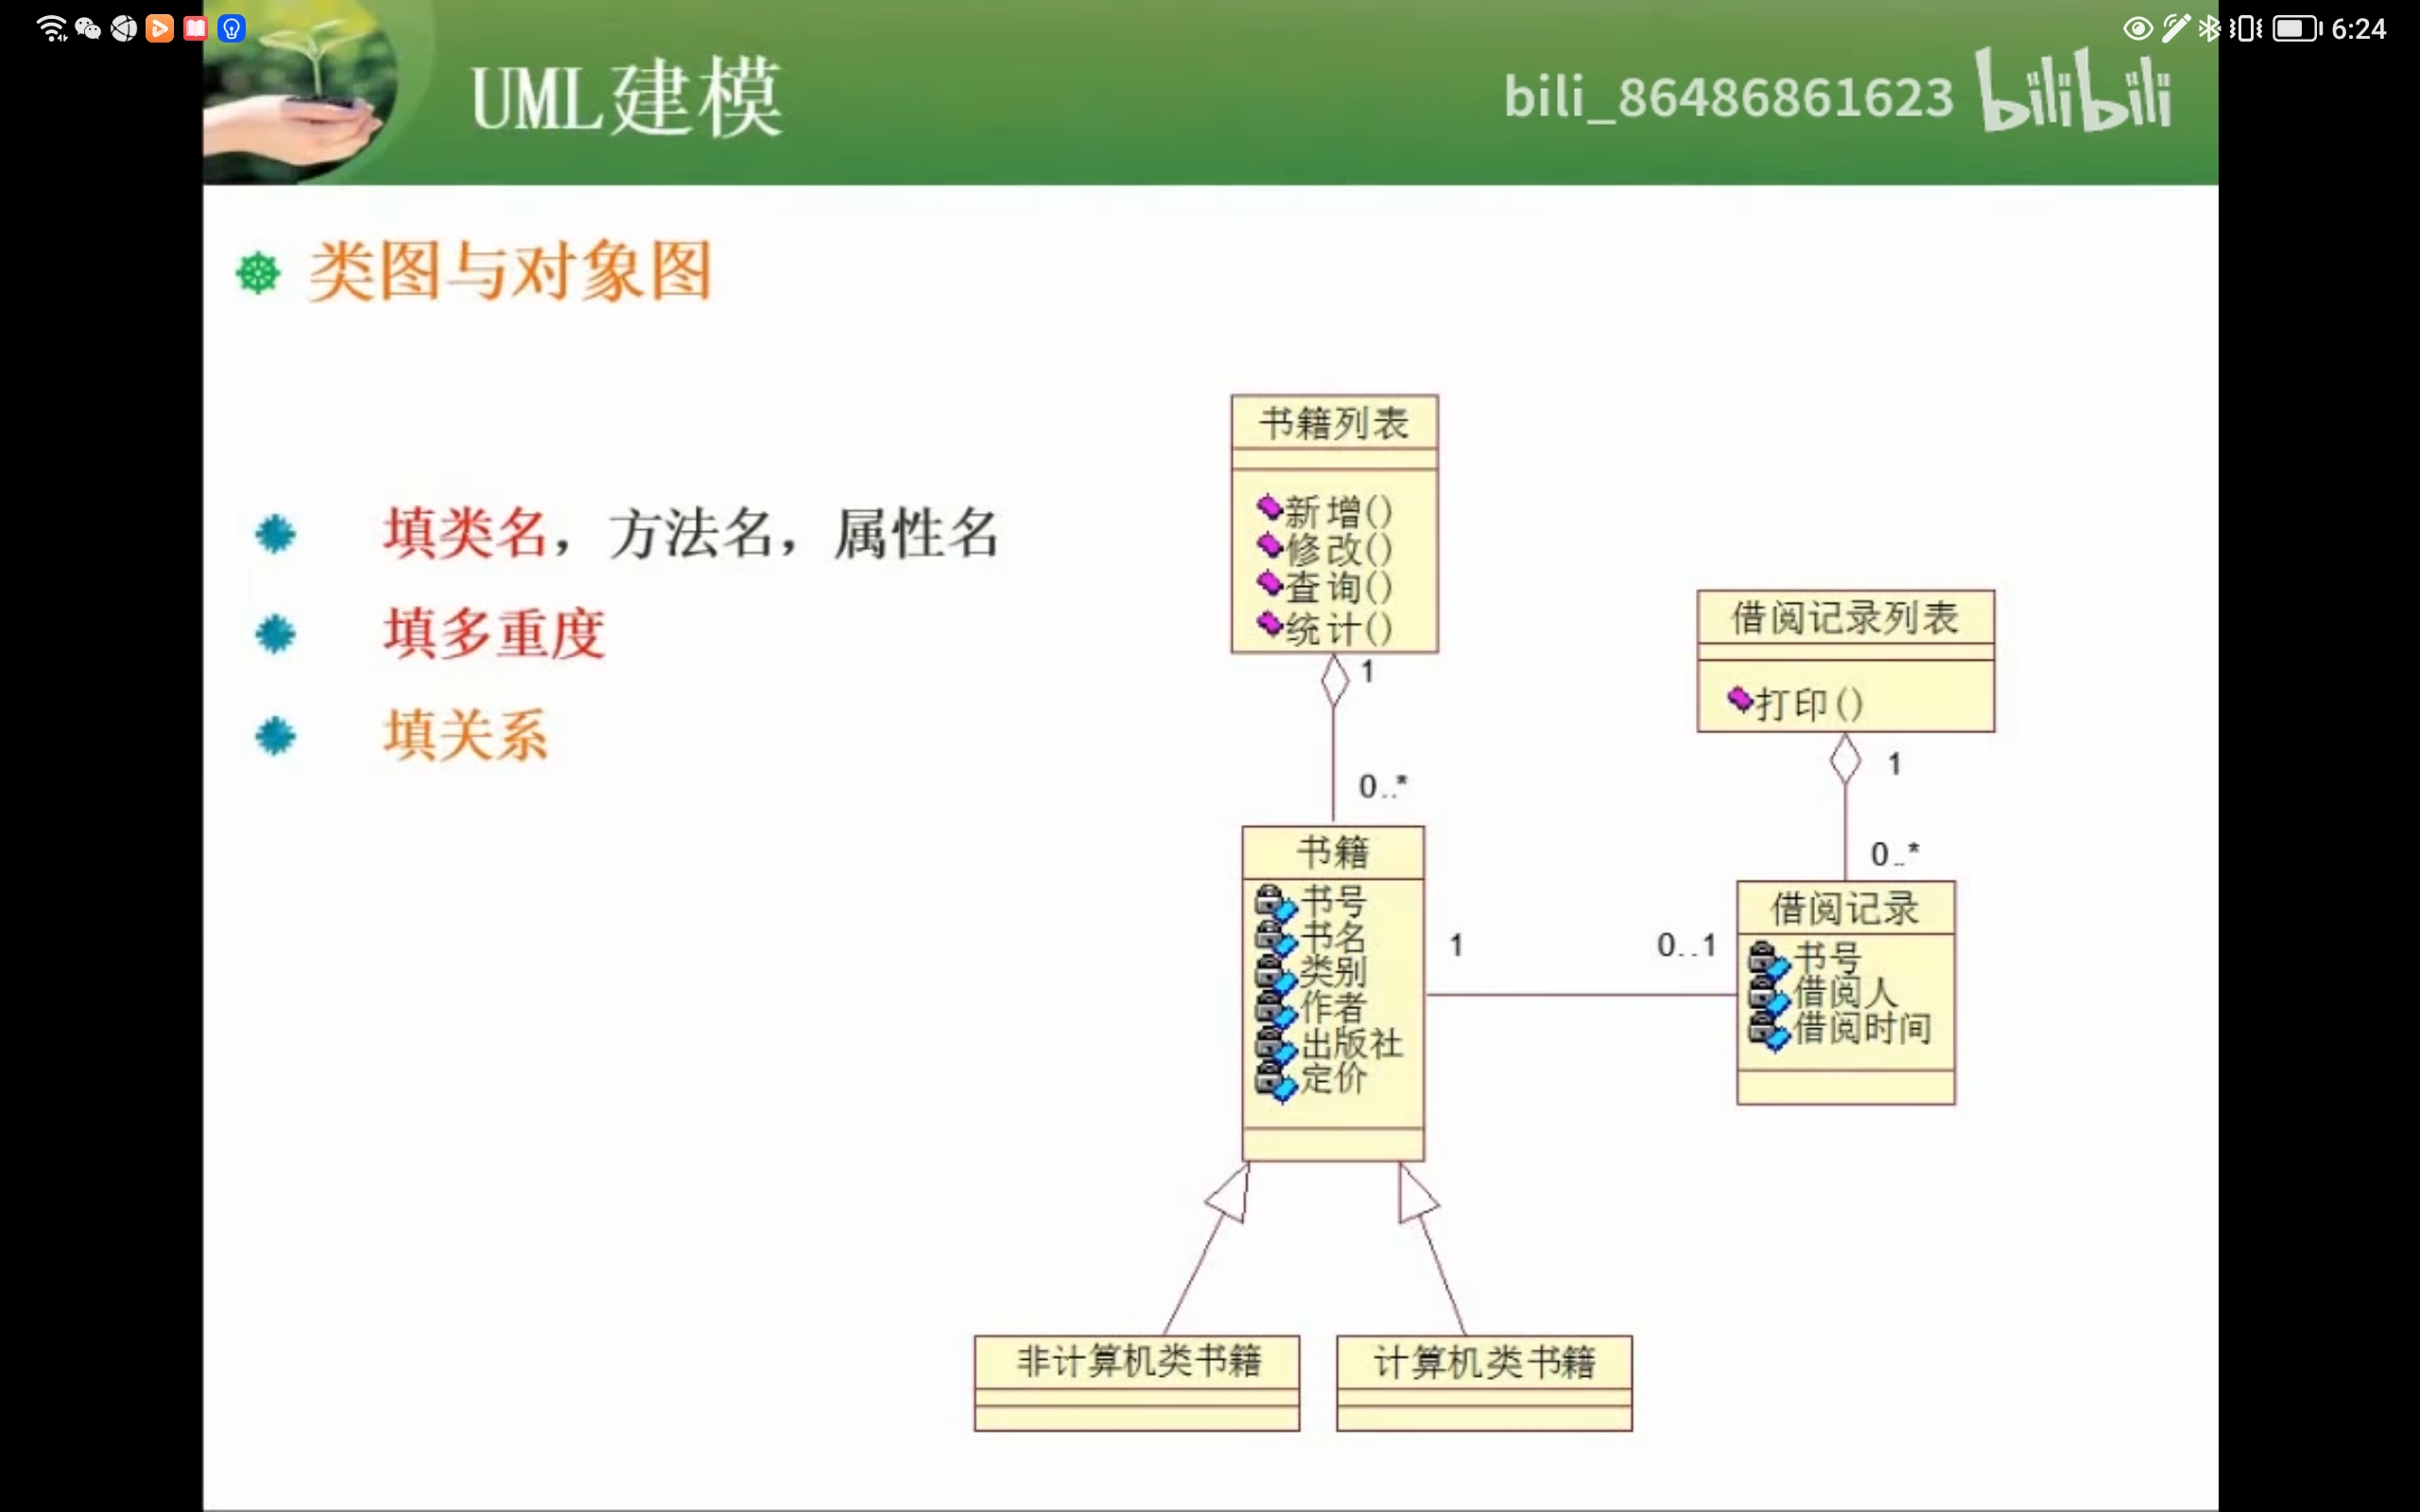 6:24
UML建模
bili_86486861623 bilibili
类图与对象图
填类名，方法名，属性名
填多重度
填关系
书籍列表
新增()
修改()
查询()
统计()
1
0..*
借阅记录列表
打印()
1
0..*
书籍
书号
书名
类别
作者
出版社
定价
1
0..1
借阅记录
书号
借阅人
借阅时间
非计算机类书籍
计算机类书籍